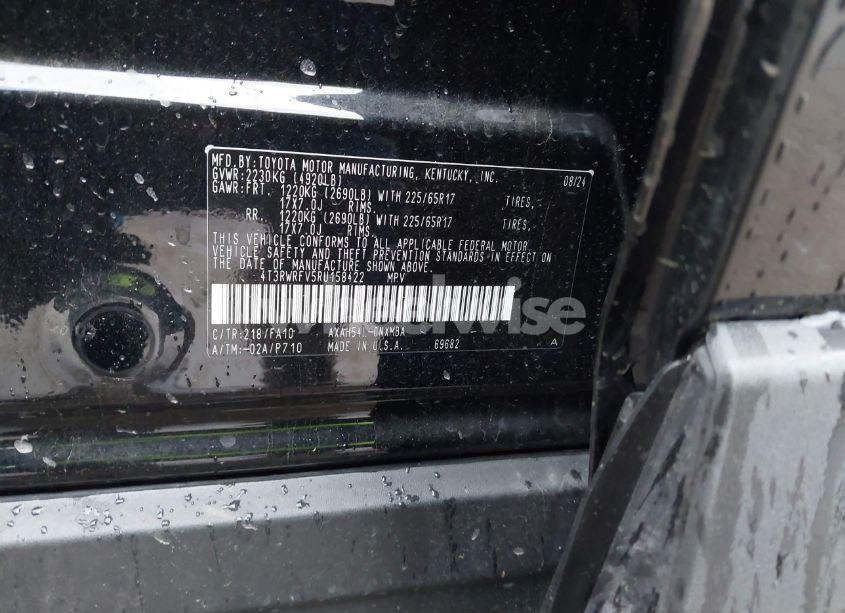 MFD.BY:TOYOTA MOTOR MANUFACTURING, KENTUCKY, INC. 08/24
GVWR:2230KG (4920LB)
GAWR:FRT. 1220KG (2690LB) WITH 225/65R17 TIRES,
17X7.0J RIMS.
RR. 1220KG (2690LB) WITH 225/65R17 TIRES,
17X7.0J RIMS.
THIS VEHICLE CONFORMS TO ALL APPLICABLE FEDERAL MOTOR
VEHICLE SAFETY AND THEFT PREVENTION STANDARDS IN EFFECT ON
THE DATE OF MANUFACTURE SHOWN ABOVE.
4T3RWRFV5RU158422 MPV
C/TR:218/FA10 AXAH54L-ANXMBA
A/TM:-02A/P710 MADE IN U.S.A. 69682 A